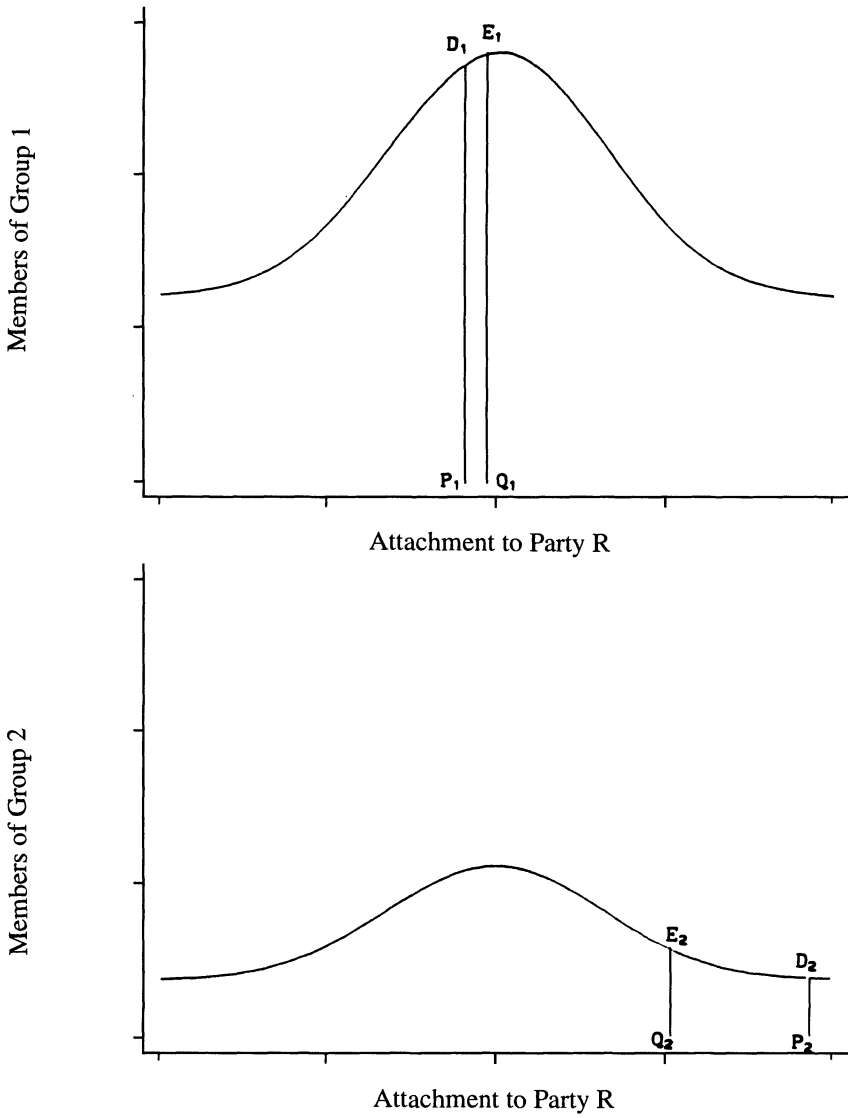 Members of Group 1
D₁
E₁
P₁
Q₁
Attachment to Party R
Members of Group 2
E₂
D₂
Q₂
P₂
Attachment to Party R